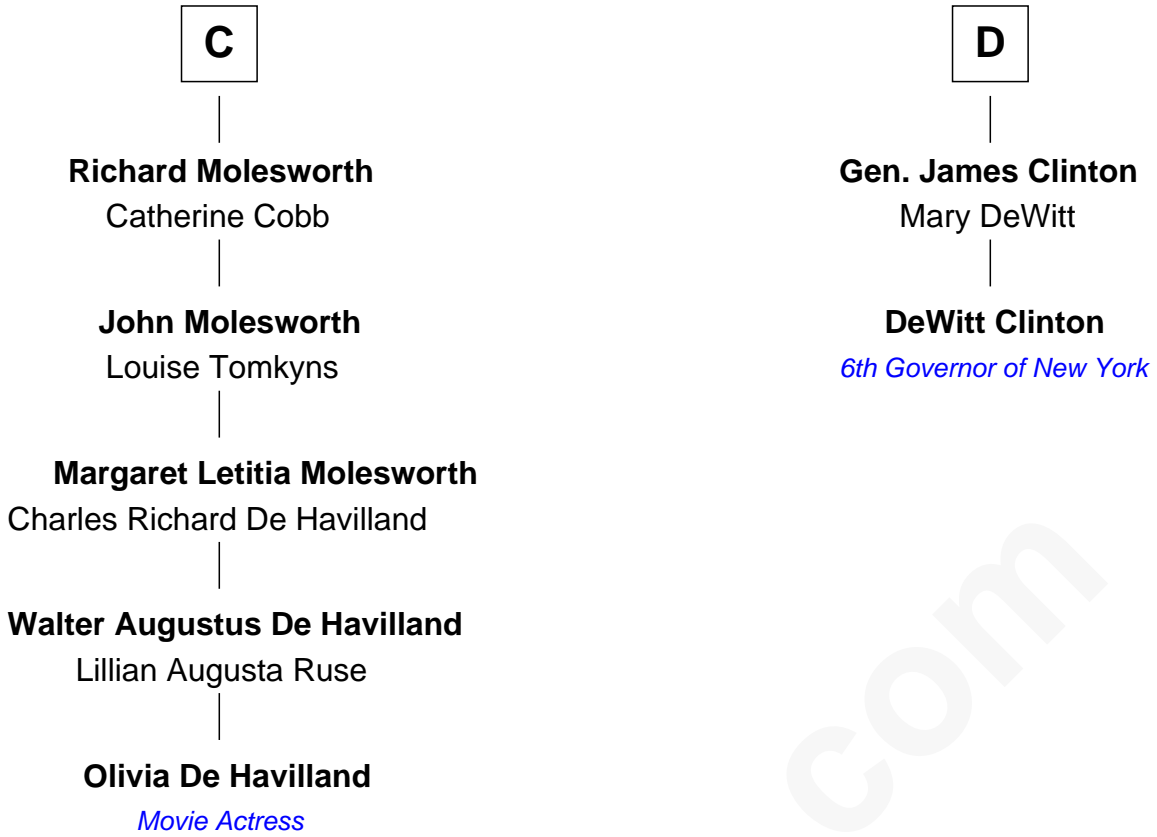 C
Richard Molesworth
Catherine Cobb
John Molesworth
Louise Tomkyns
Margaret Letitia Molesworth
Charles Richard De Havilland
Walter Augustus De Havilland
Lillian Augusta Ruse
Olivia De Havilland
Movie Actress
D
Gen. James Clinton
Mary DeWitt
DeWitt Clinton
6th Governor of New York
com